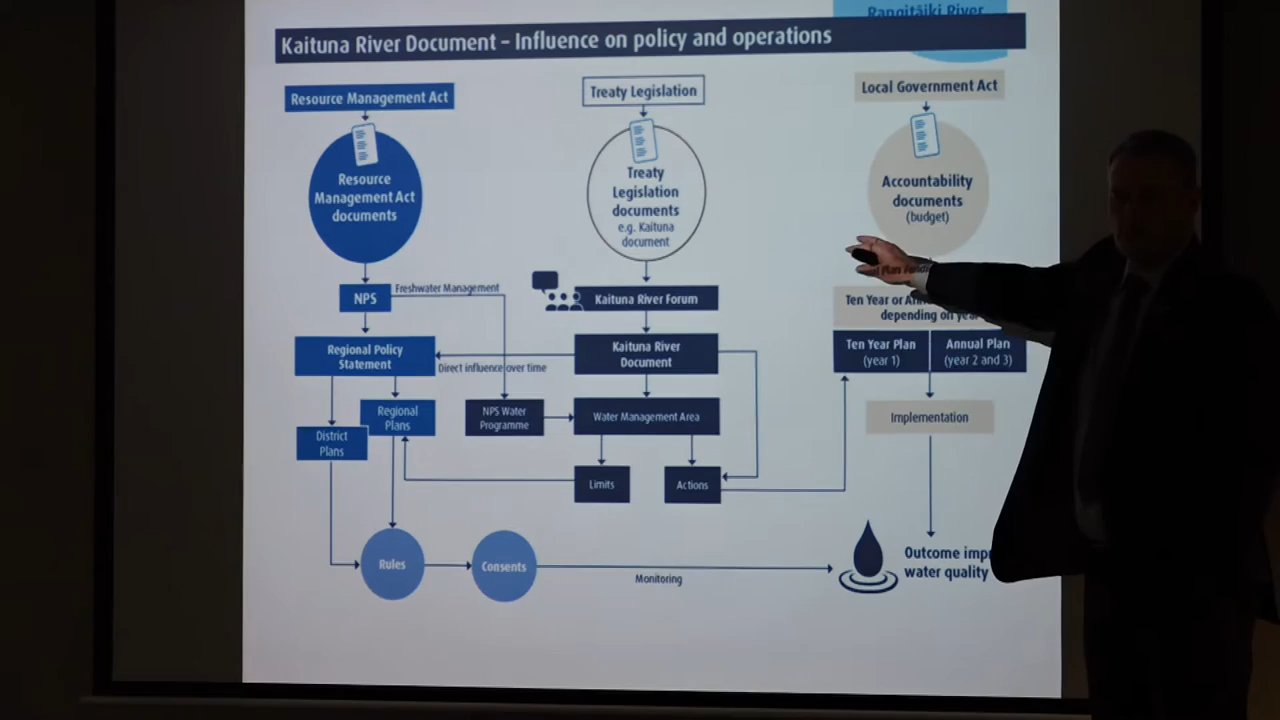 Rangitāiki River
Kaituna River Document – Influence on policy and operations
Resource Management Act
Resource
Management Act
documents
NPS
Freshwater Management
Regional Policy
Statement
Direct influence over time
Regional
Plans
District
Plans
NPS Water
Programme
Rules
Consents
Monitoring
Treaty Legislation
Treaty
Legislation
documents
e.g. Kaituna
document
Kaituna River Forum
Kaituna River
Document
Water Management Area
Limits
Actions
Local Government Act
Accountability
documents
(budget)
Plan
Ten Year or
depending on
Ten Year Plan
(year 1)
Annual Plan
(year 2 and 3)
Implementation
Outcome
water quality